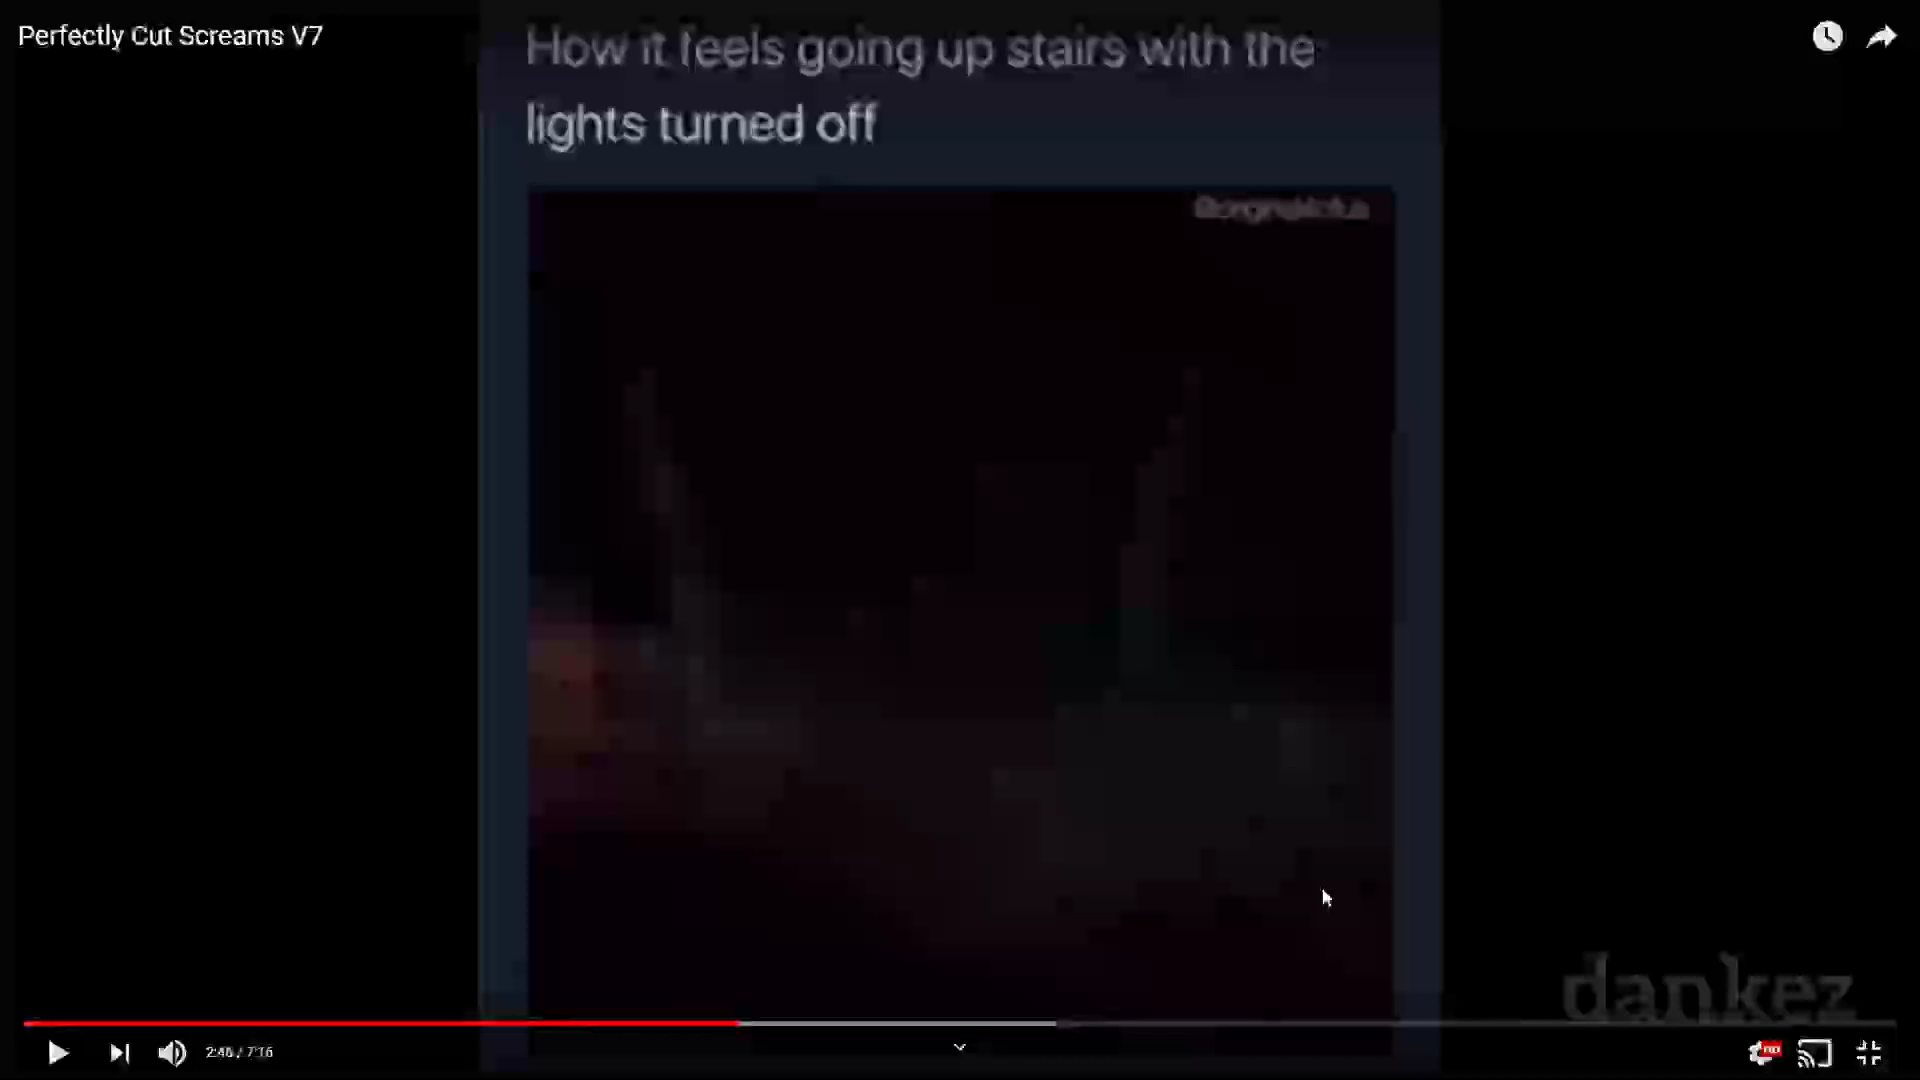 Perfectly Cut Screams V7
How it feels going up stairs with the
lights turned off
dankez
2:46 / 7:16
HD